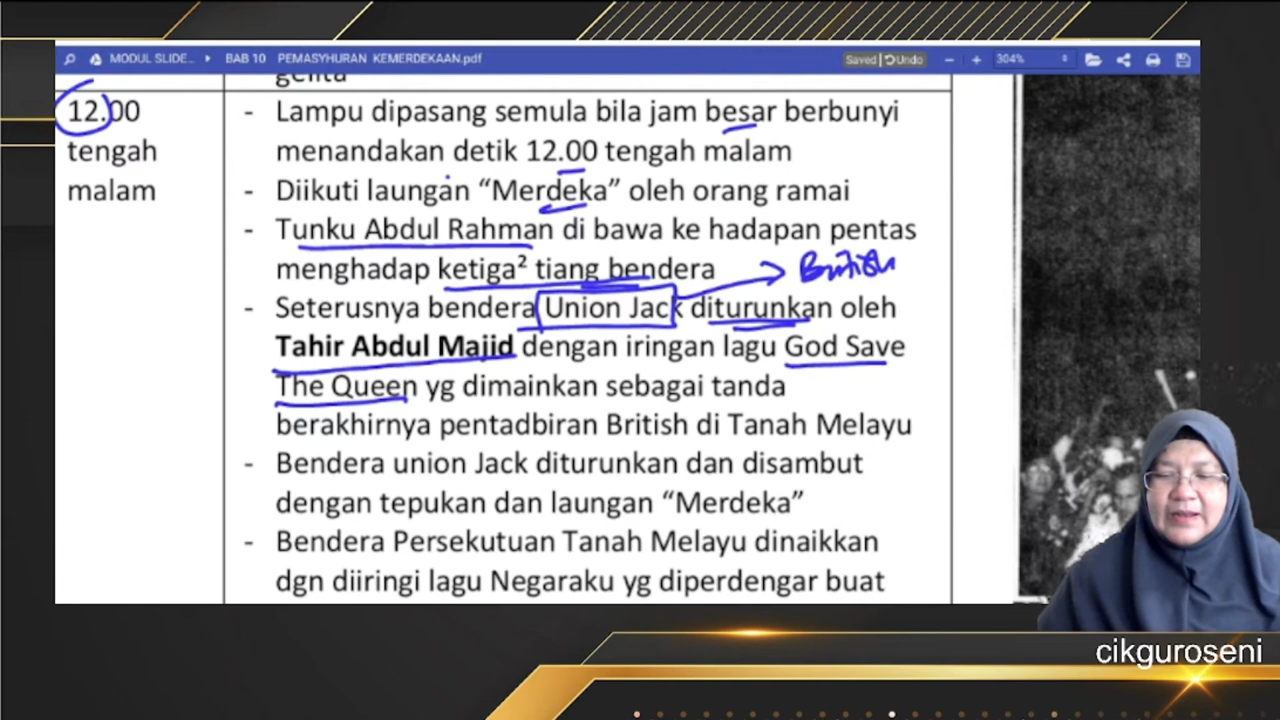 MODUL SLIDE... ▸ BAB 10 PEMASYHURAN KEMERDEKAAN.pdf Saved | Undo − + 304%
gelita
12.00
tengah
malam
- Lampu dipasang semula bila jam besar berbunyi
menandakan detik 12.00 tengah malam
- Diikuti laungan “Merdeka” oleh orang ramai
- Tunku Abdul Rahman di bawa ke hadapan pentas
menghadap ketiga² tiang bendera
British
- Seterusnya bendera Union Jack diturunkan oleh
Tahir Abdul Majid dengan iringan lagu God Save
The Queen yg dimainkan sebagai tanda
berakhirnya pentadbiran British di Tanah Melayu
- Bendera union Jack diturunkan dan disambut
dengan tepukan dan laungan “Merdeka”
- Bendera Persekutuan Tanah Melayu dinaikkan
dgn diiringi lagu Negaraku yg diperdengar buat
cikguroseni